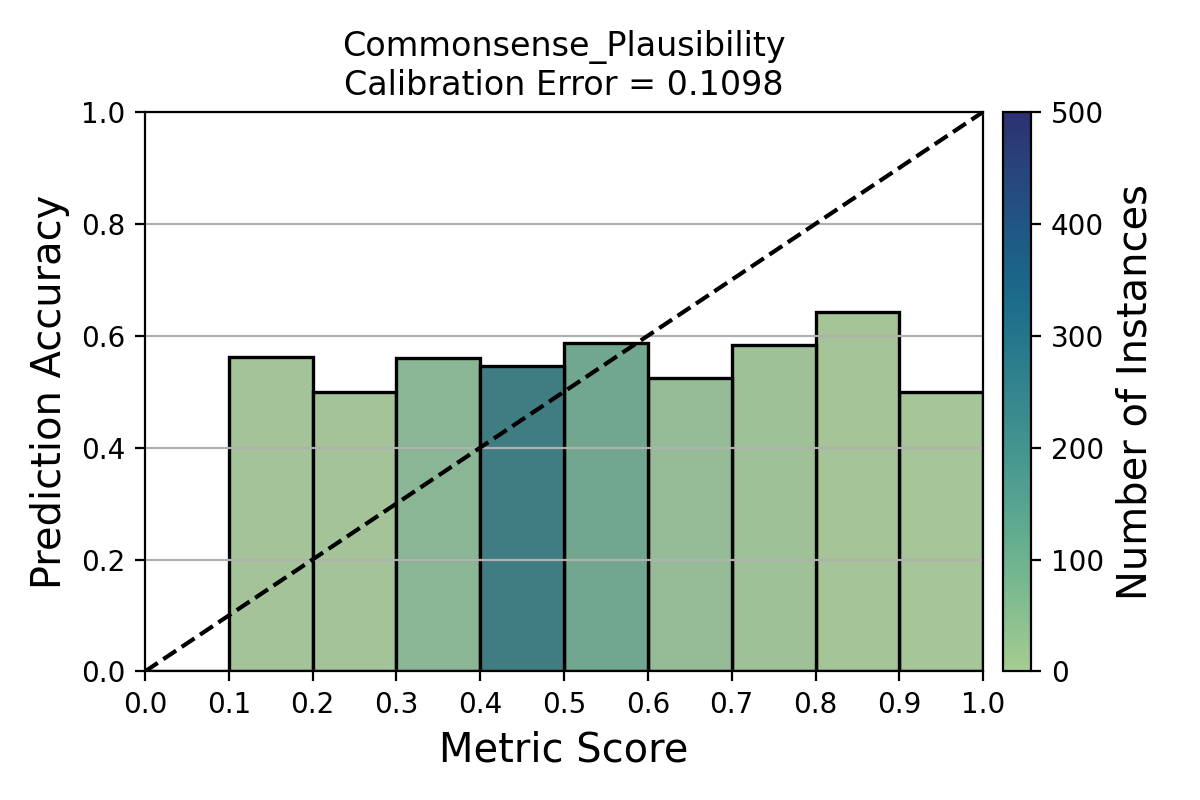 Commonsense_Plausibility
Calibration Error = 0.1098
Prediction Accuracy
1.0
0.8
0.6
0.4
0.2
0.0
0.0 0.1 0.2 0.3 0.4 0.5 0.6 0.7 0.8 0.9 1.0
Metric Score
500
400
300
200
100
0
Number of Instances